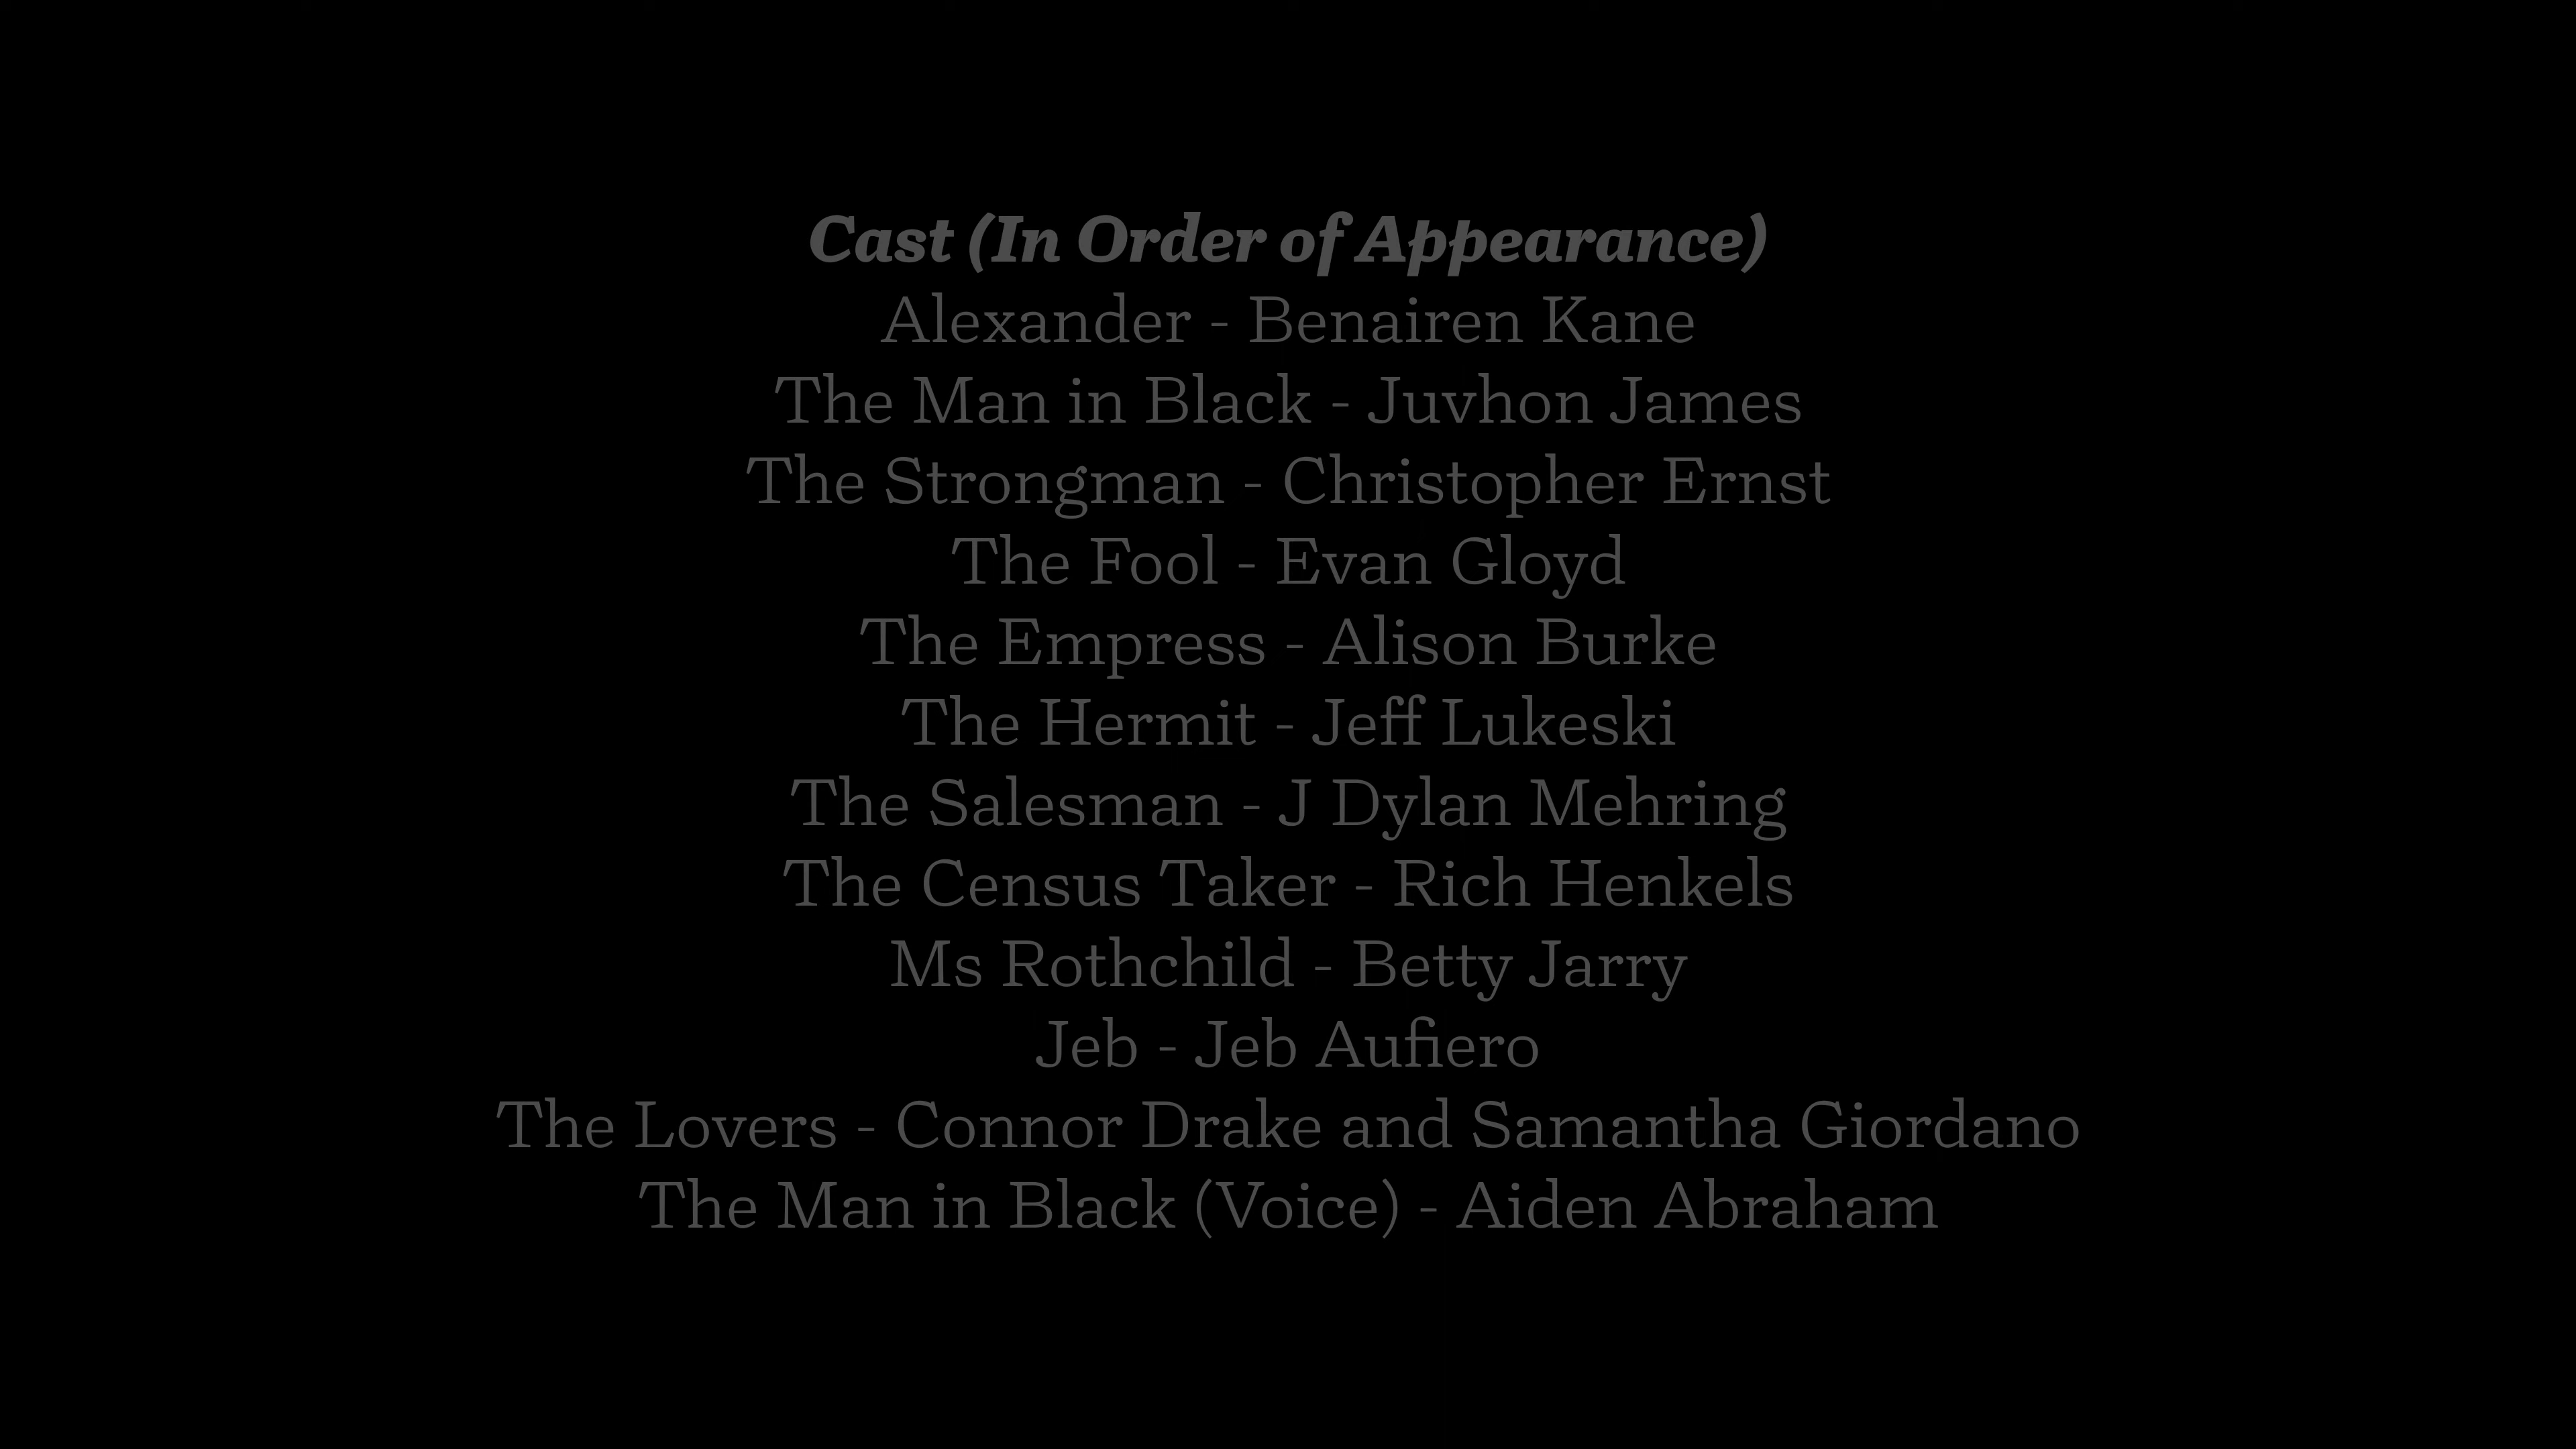 Cast (In Order of Appearance)
Alexander - Benairen Kane
The Man in Black - Juvhon James
The Strongman - Christopher Ernst
The Fool - Evan Gloyd
The Empress - Alison Burke
The Hermit - Jeff Lukeski
The Salesman - J Dylan Mehring
The Census Taker - Rich Henkels
Ms Rothchild - Betty Jarry
Jeb - Jeb Aufiero
The Lovers - Connor Drake and Samantha Giordano
The Man in Black (Voice) - Aiden Abraham